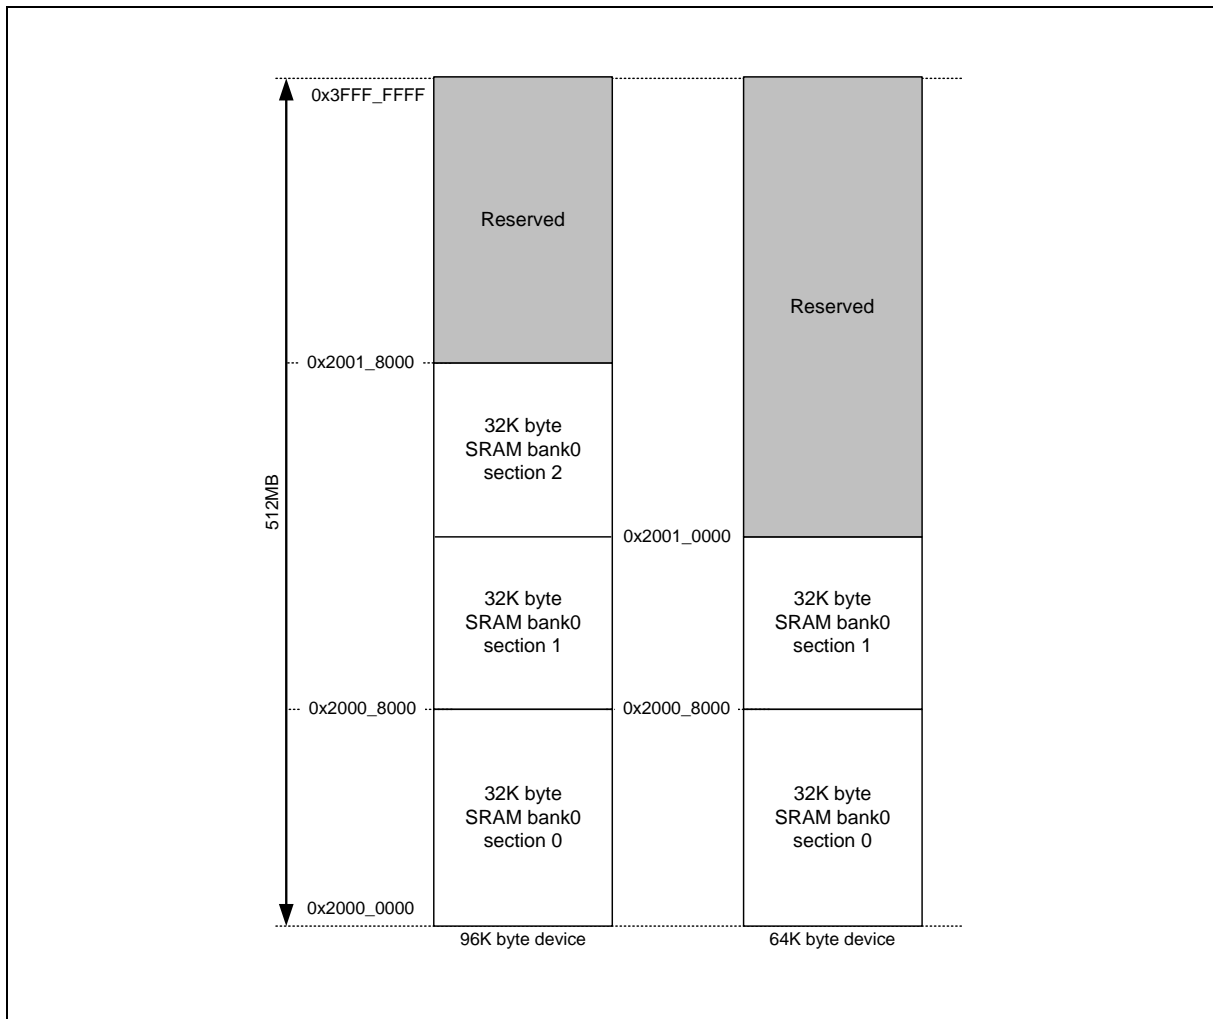 0x3FFF_FFFF
Reserved
Reserved
0x2001_8000
32K byte
SRAM bank0
section 2
512MB
0x2001_0000
32K byte
SRAM bank0
section 1
32K byte
SRAM bank0
section 1
0x2000_8000
0x2000_8000
32K byte
SRAM bank0
section 0
32K byte
SRAM bank0
section 0
0x2000_0000
96K byte device
64K byte device